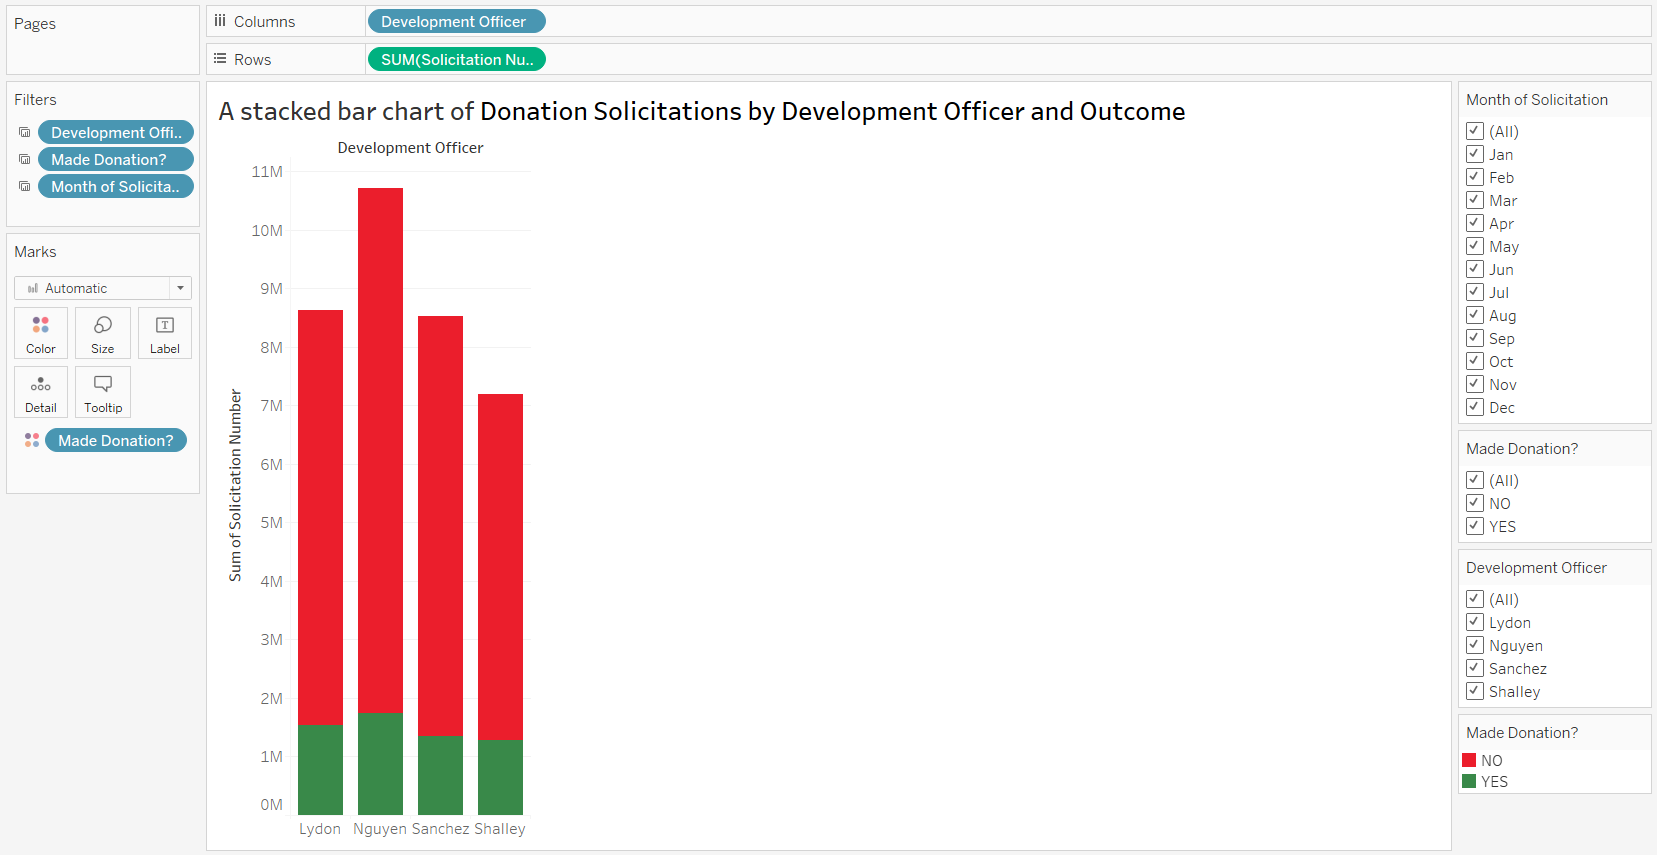 Pages
Columns
Development Officer
Rows
SUM(Solicitation Nu..
Filters
Development Offi..
Made Donation?
Month of Solicita..
Marks
Automatic
Color
Size
Label
Detail
Tooltip
Made Donation?
A stacked bar chart of Donation Solicitations by Development Officer and Outcome
Development Officer
11M
10M
9M
8M
7M
6M
5M
4M
3M
2M
1M
0M
Sum of Solicitation Number
Lydon Nguyen Sanchez Shalley
Month of Solicitation
(All)
Jan
Feb
Mar
Apr
May
Jun
Jul
Aug
Sep
Oct
Nov
Dec
Made Donation?
(All)
NO
YES
Development Officer
(All)
Lydon
Nguyen
Sanchez
Shalley
Made Donation?
NO
YES